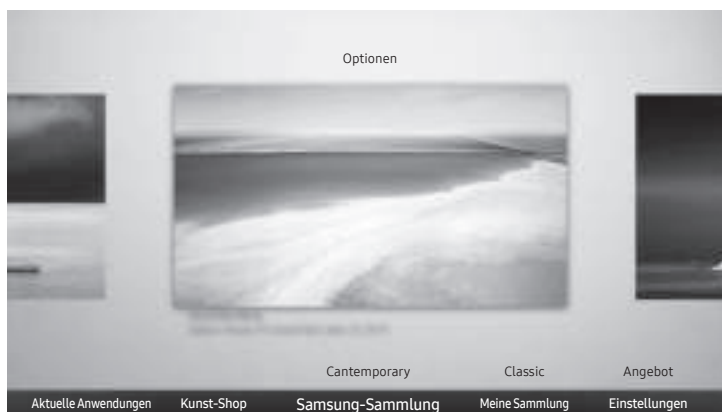 Optionen
Cantemporary Classic Angebot
Aktuelle Anwendungen Kunst-Shop Samsung-Sammlung Meine Sammlung Einstellungen